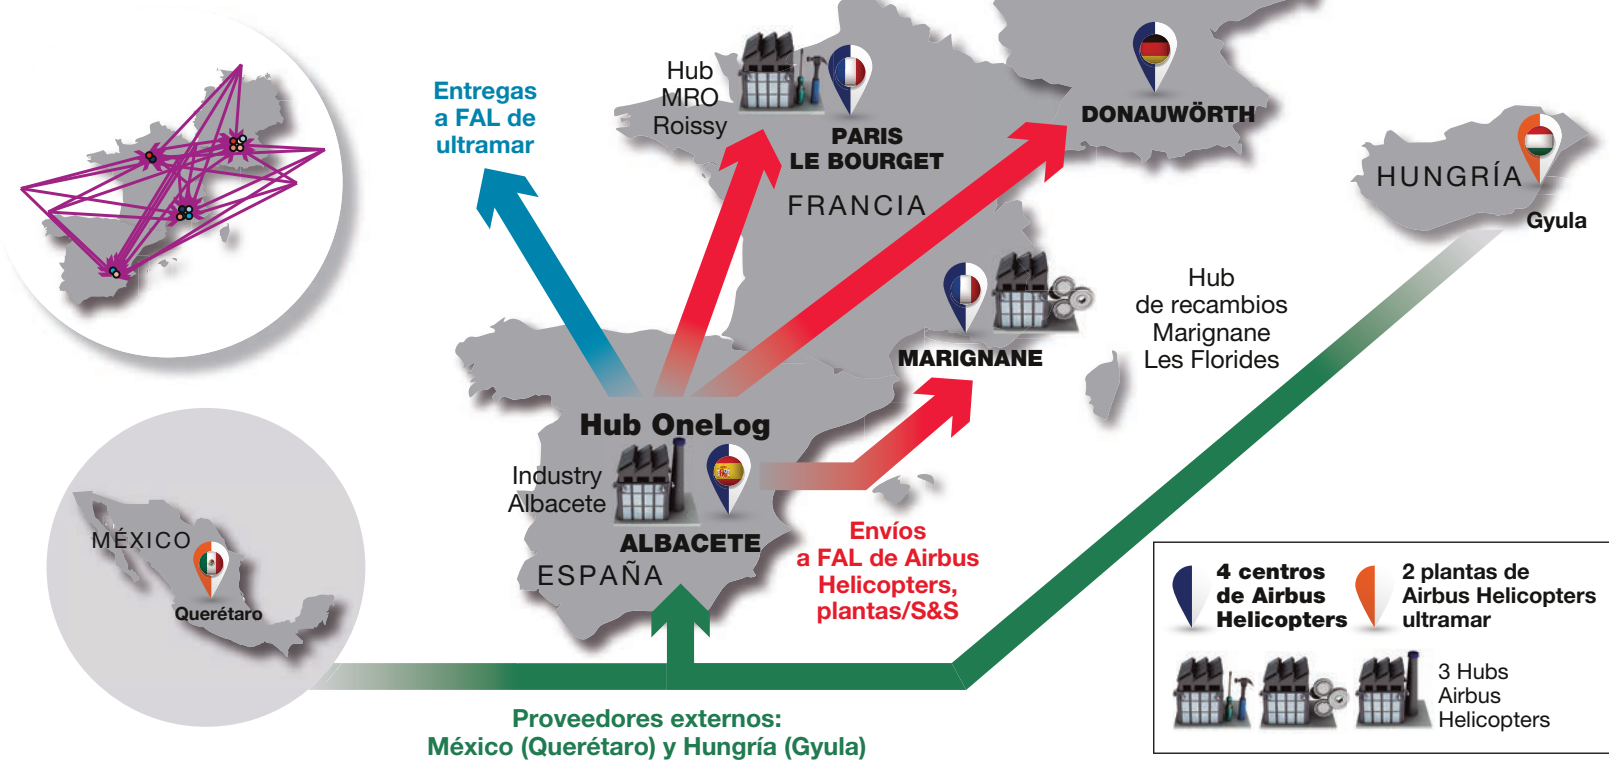 Entregas
a FAL de
ultramar
Hub
MRO
Roissy
PARIS
LE BOURGET
FRANCIA
DONAUWÖRTH
HUNGRÍA
Gyula
Hub
de recambios
Marignane
Les Florides
MARIGNANE
Hub OneLog
Industry
Albacete
ALBACETE
ESPAÑA
Envíos
a FAL de Airbus
Helicopters,
plantas/S&S
MÉXICO
Querétaro
Proveedores externos:
México (Querétaro) y Hungría (Gyula)
4 centros
de Airbus
Helicopters
2 plantas de
Airbus Helicopters
ultramar
3 Hubs
Airbus
Helicopters